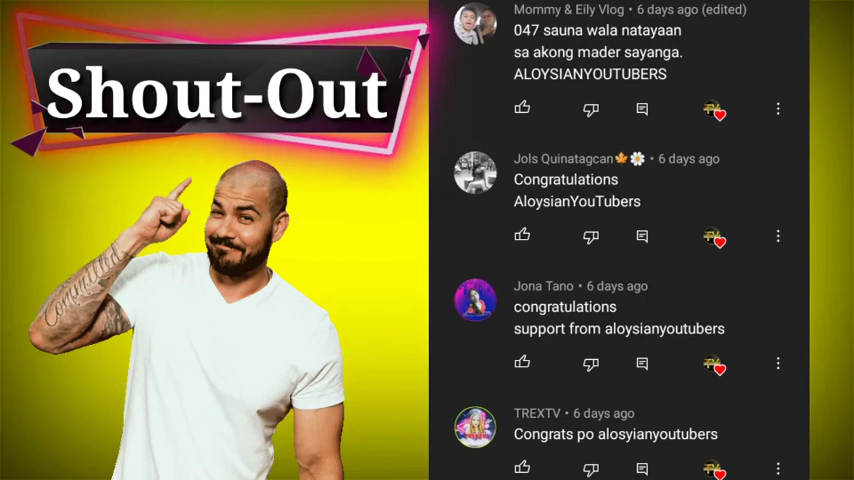 Shout-Out
Committed
Mommy & Eily Vlog • 6 days ago (edited)
047 sauna wala natayaan
sa akong mader sayanga.
ALOYSIANYOUTUBERS
Jols Quinatagcan🍁🌼 • 6 days ago
Congratulations
AloysianYouTubers
Jona Tano • 6 days ago
congratulations
support from aloysianyoutubers
TREXTV • 6 days ago
Congrats po alosyianyoutubers